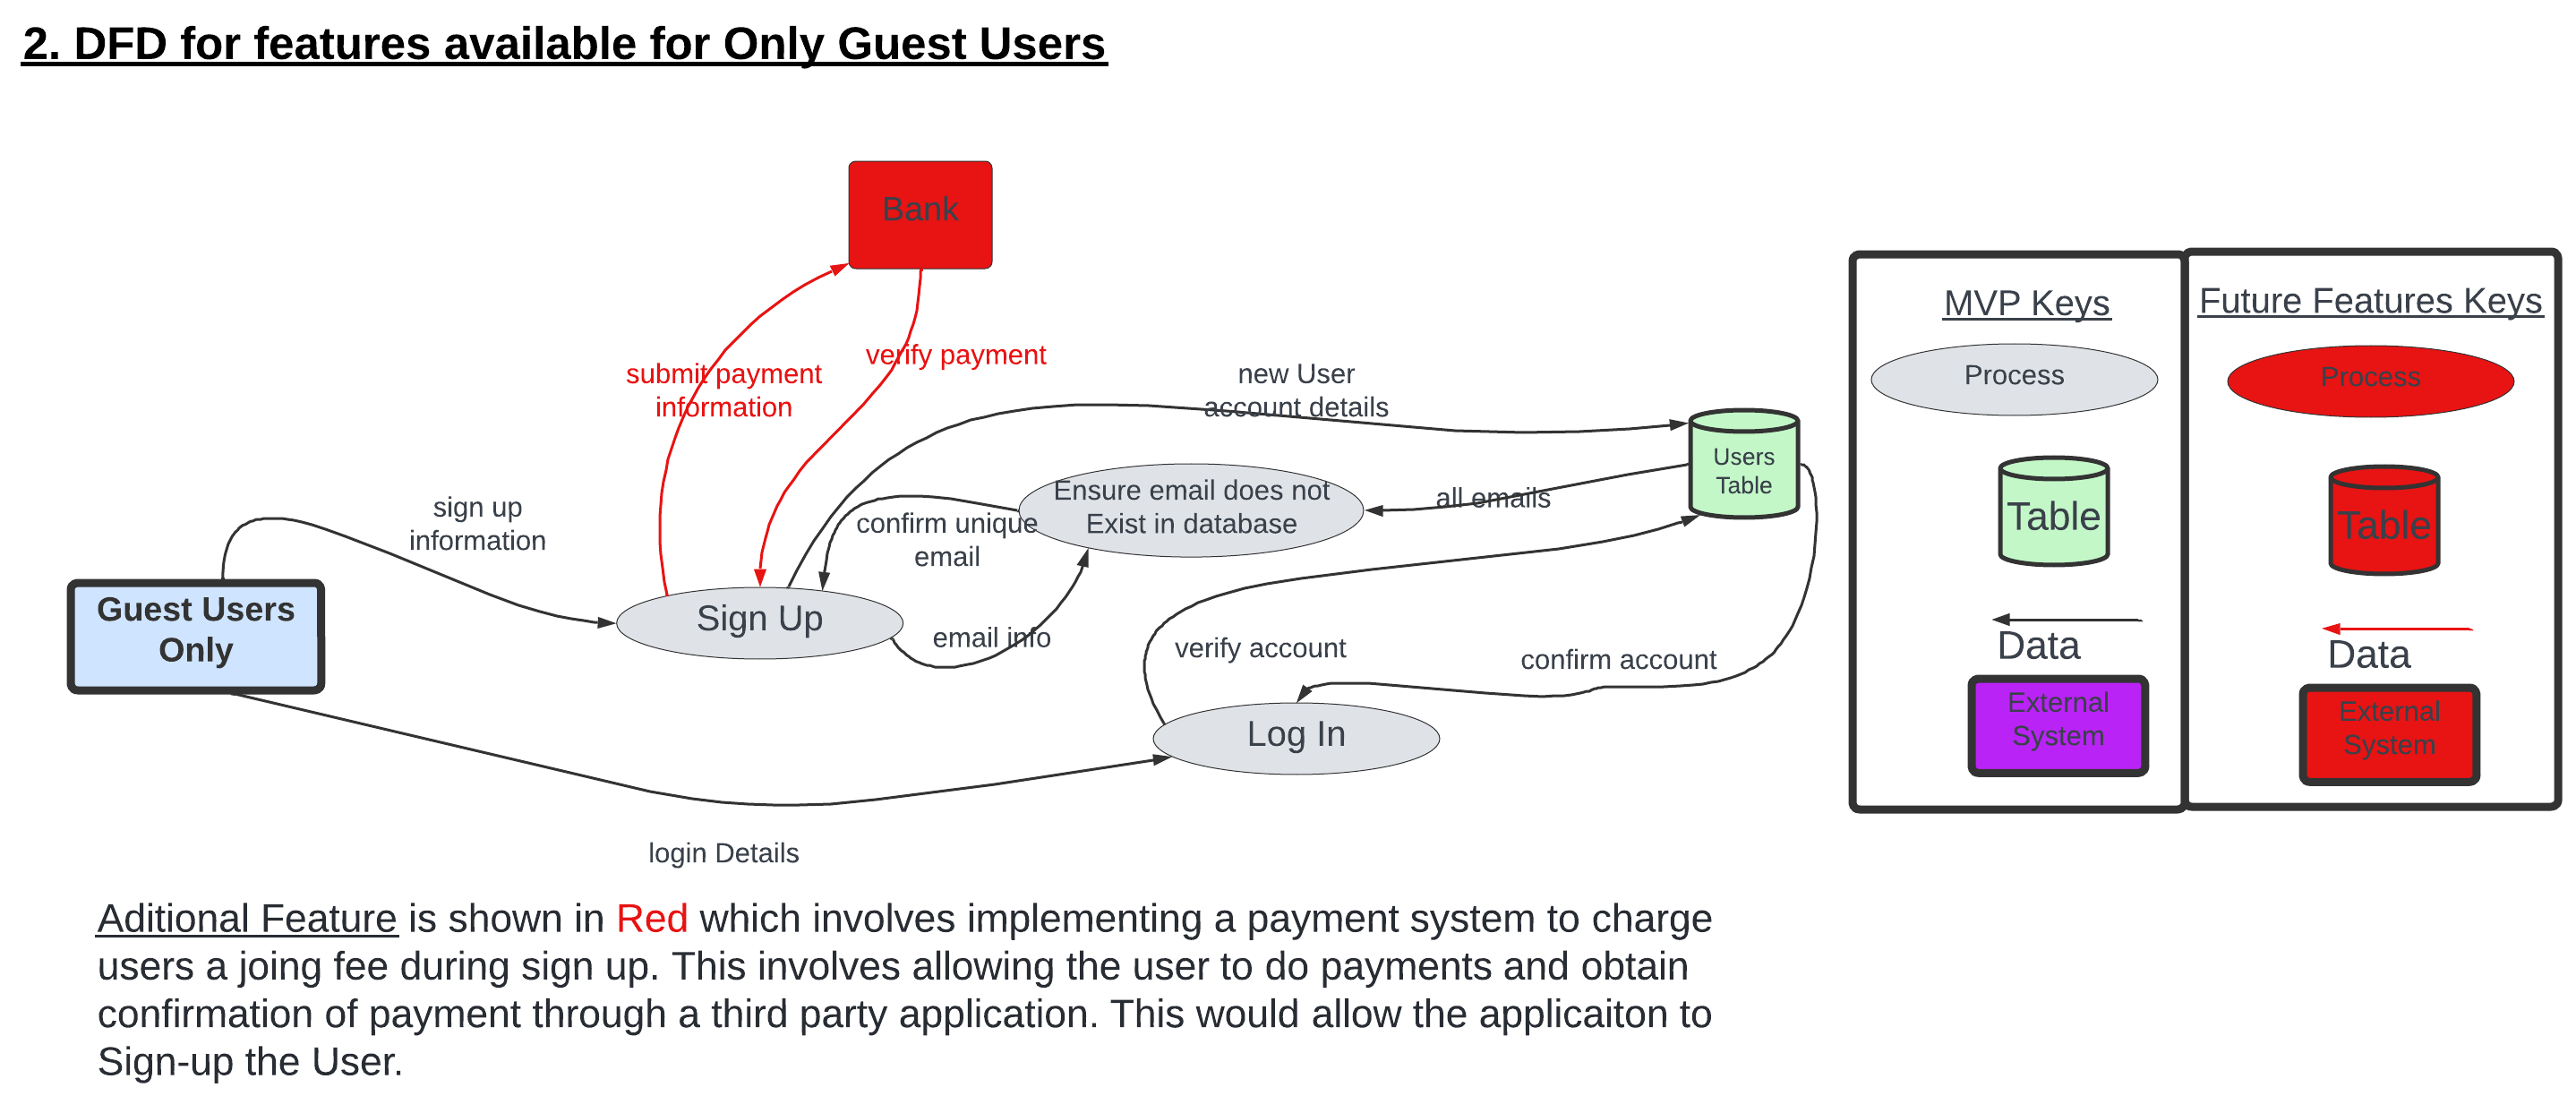 2. DFD for features available for Only Guest Users
Bank
submit payment
information
verify payment
new User
account details
Users
Table
Ensure email does not
Exist in database
all emails
confirm unique
email
sign up
information
Guest Users
Only
Sign Up
email info
verify account
confirm account
Log In
login Details
MVP Keys
Process
Table
Data
External
System
Future Features Keys
Process
Table
Data
External
System
Aditional Feature is shown in Red which involves implementing a payment system to charge
users a joing fee during sign up. This involves allowing the user to do payments and obtain
confirmation of payment through a third party application. This would allow the applicaiton to
Sign-up the User.